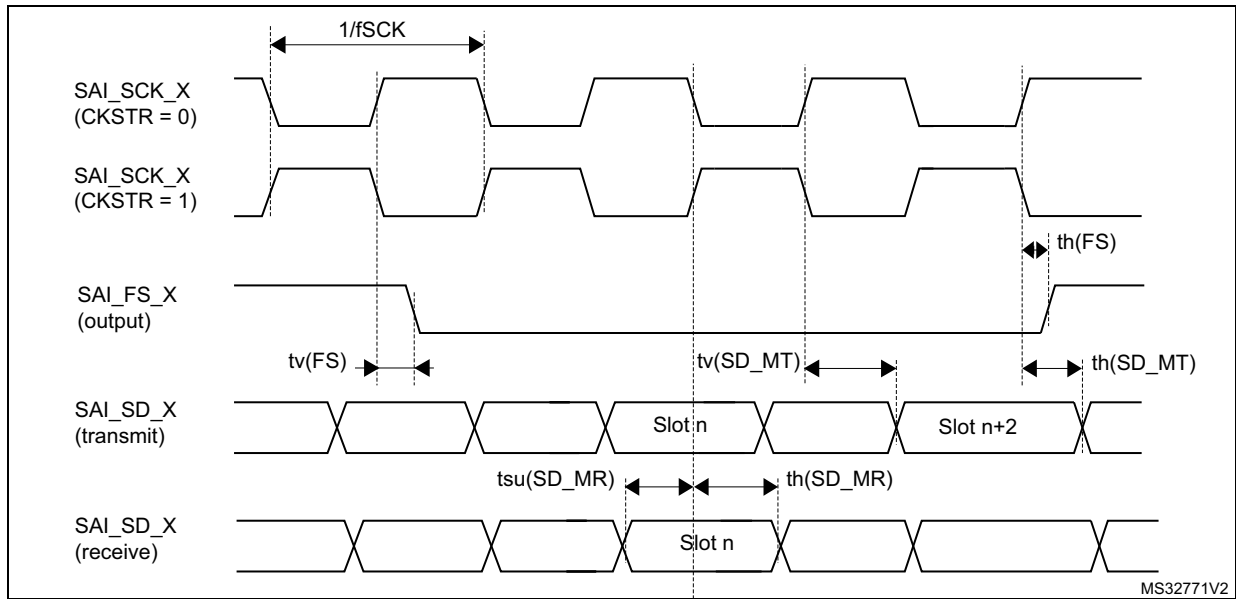 1/fSCK
SAI_SCK_X
(CKSTR = 0)
SAI_SCK_X
(CKSTR = 1)
th(FS)
SAI_FS_X
(output)
tv(FS)
tv(SD_MT)
th(SD_MT)
SAI_SD_X
(transmit)
Slot n
Slot n+2
tsu(SD_MR)
th(SD_MR)
SAI_SD_X
(receive)
Slot n
MS32771V2